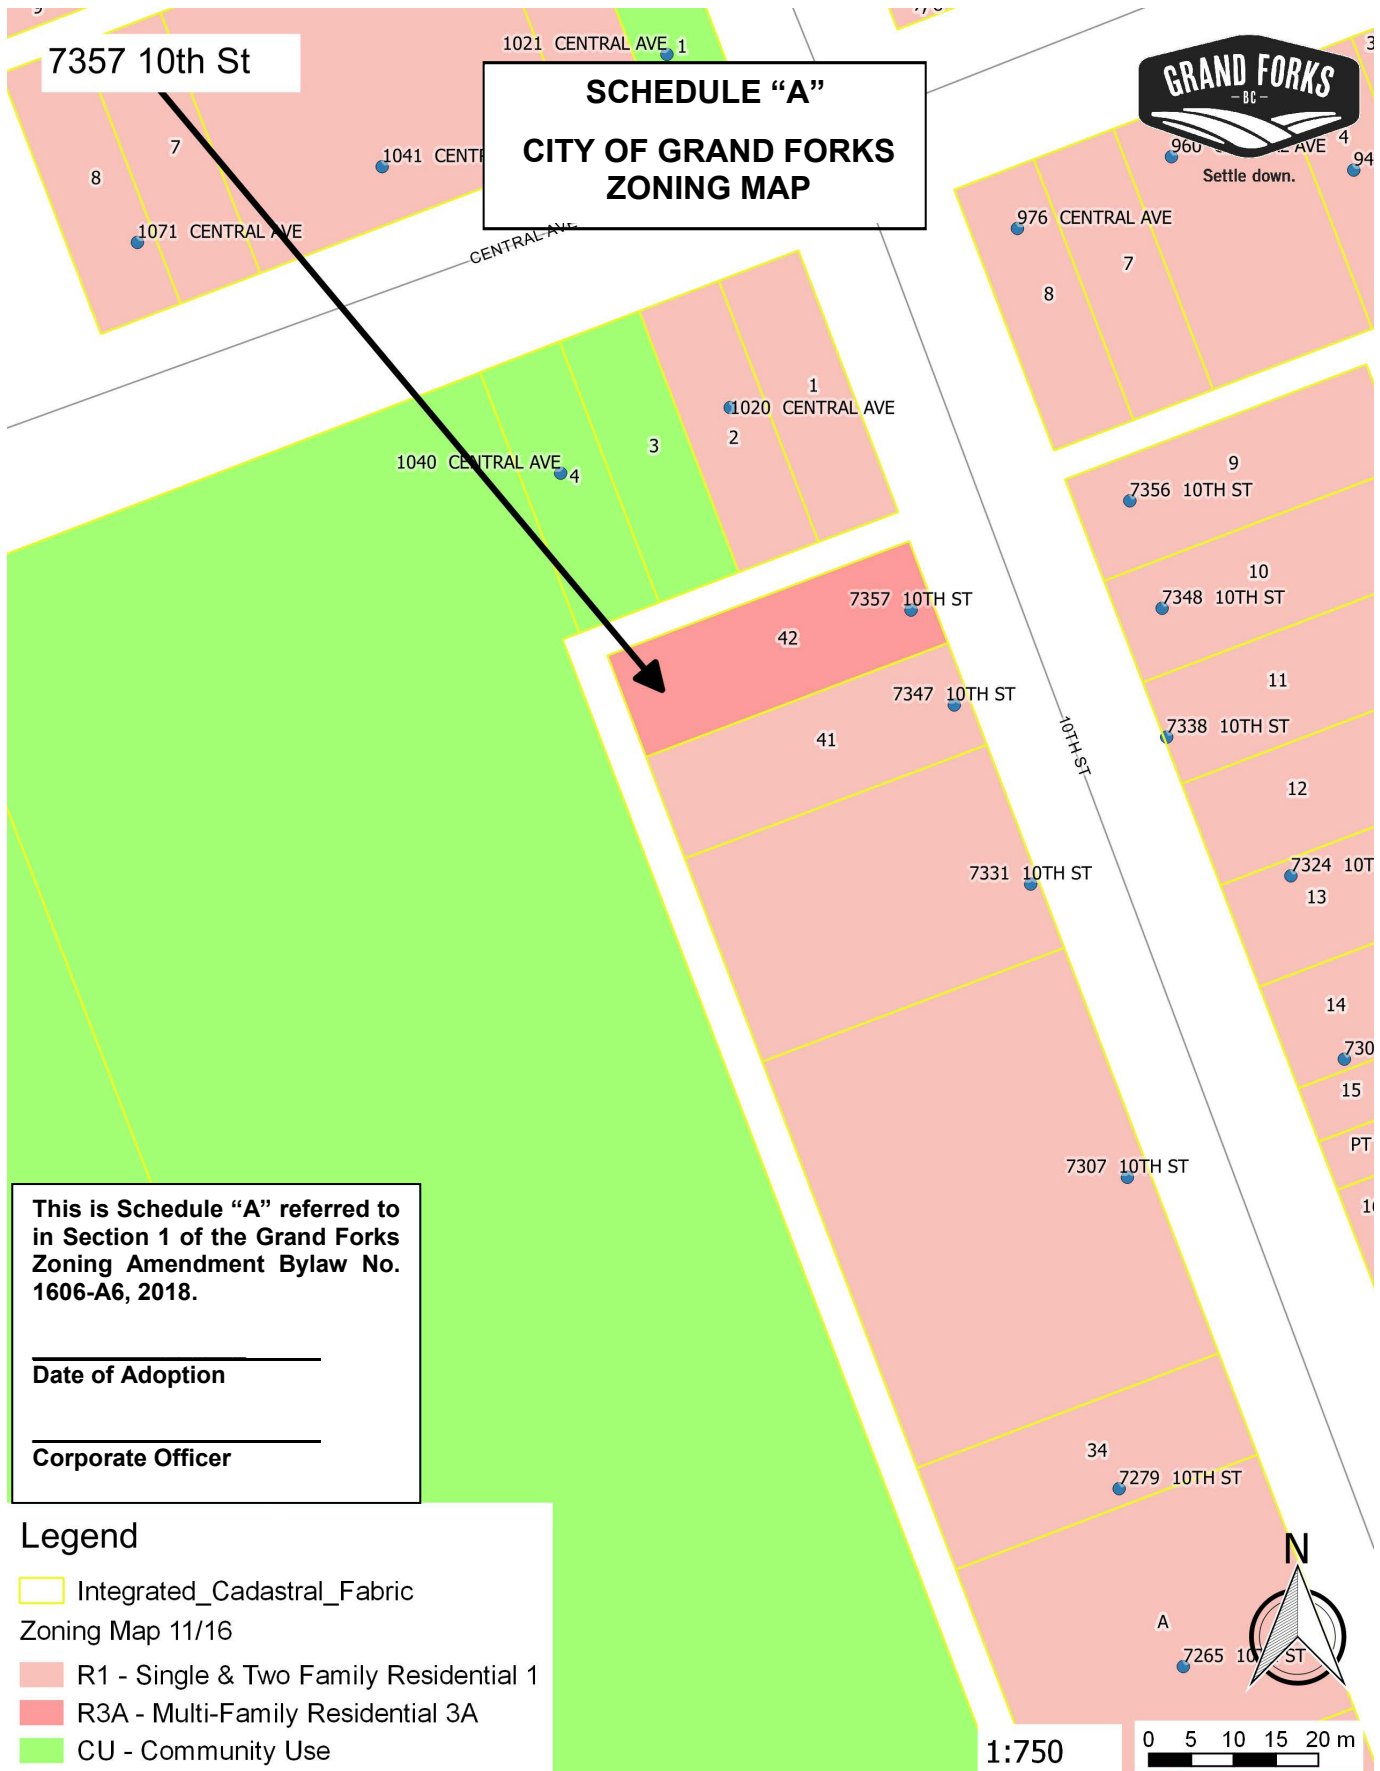 7357 10th St
1021 CENTRAL AVE 1
SCHEDULE “A”
CITY OF GRAND FORKS
ZONING MAP
GRAND FORKS
– BC –
Settle down.
3
4
7
8
1041 CENT
1071 CENTRAL AVE
CENTRAL AVE
960
AVE
94
976 CENTRAL AVE
7
8
1
1020 CENTRAL AVE
2
3
1040 CENTRAL AVE
4
9
7356 10TH ST
10
7348 10TH ST
7357 10TH ST
42
11
7347 10TH ST
41
7338 10TH ST
10TH ST
12
7331 10TH ST
7324 10T
13
14
730
15
PT
7307 10TH ST
This is Schedule “A” referred to
in Section 1 of the Grand Forks
Zoning Amendment Bylaw No.
1606-A6, 2018.
Date of Adoption
Corporate Officer
34
7279 10TH ST
Legend
Integrated_Cadastral_Fabric
Zoning Map 11/16
R1 - Single & Two Family Residential 1
R3A - Multi-Family Residential 3A
CU - Community Use
N
A
7265 10TH ST
1:750
0 5 10 15 20 m